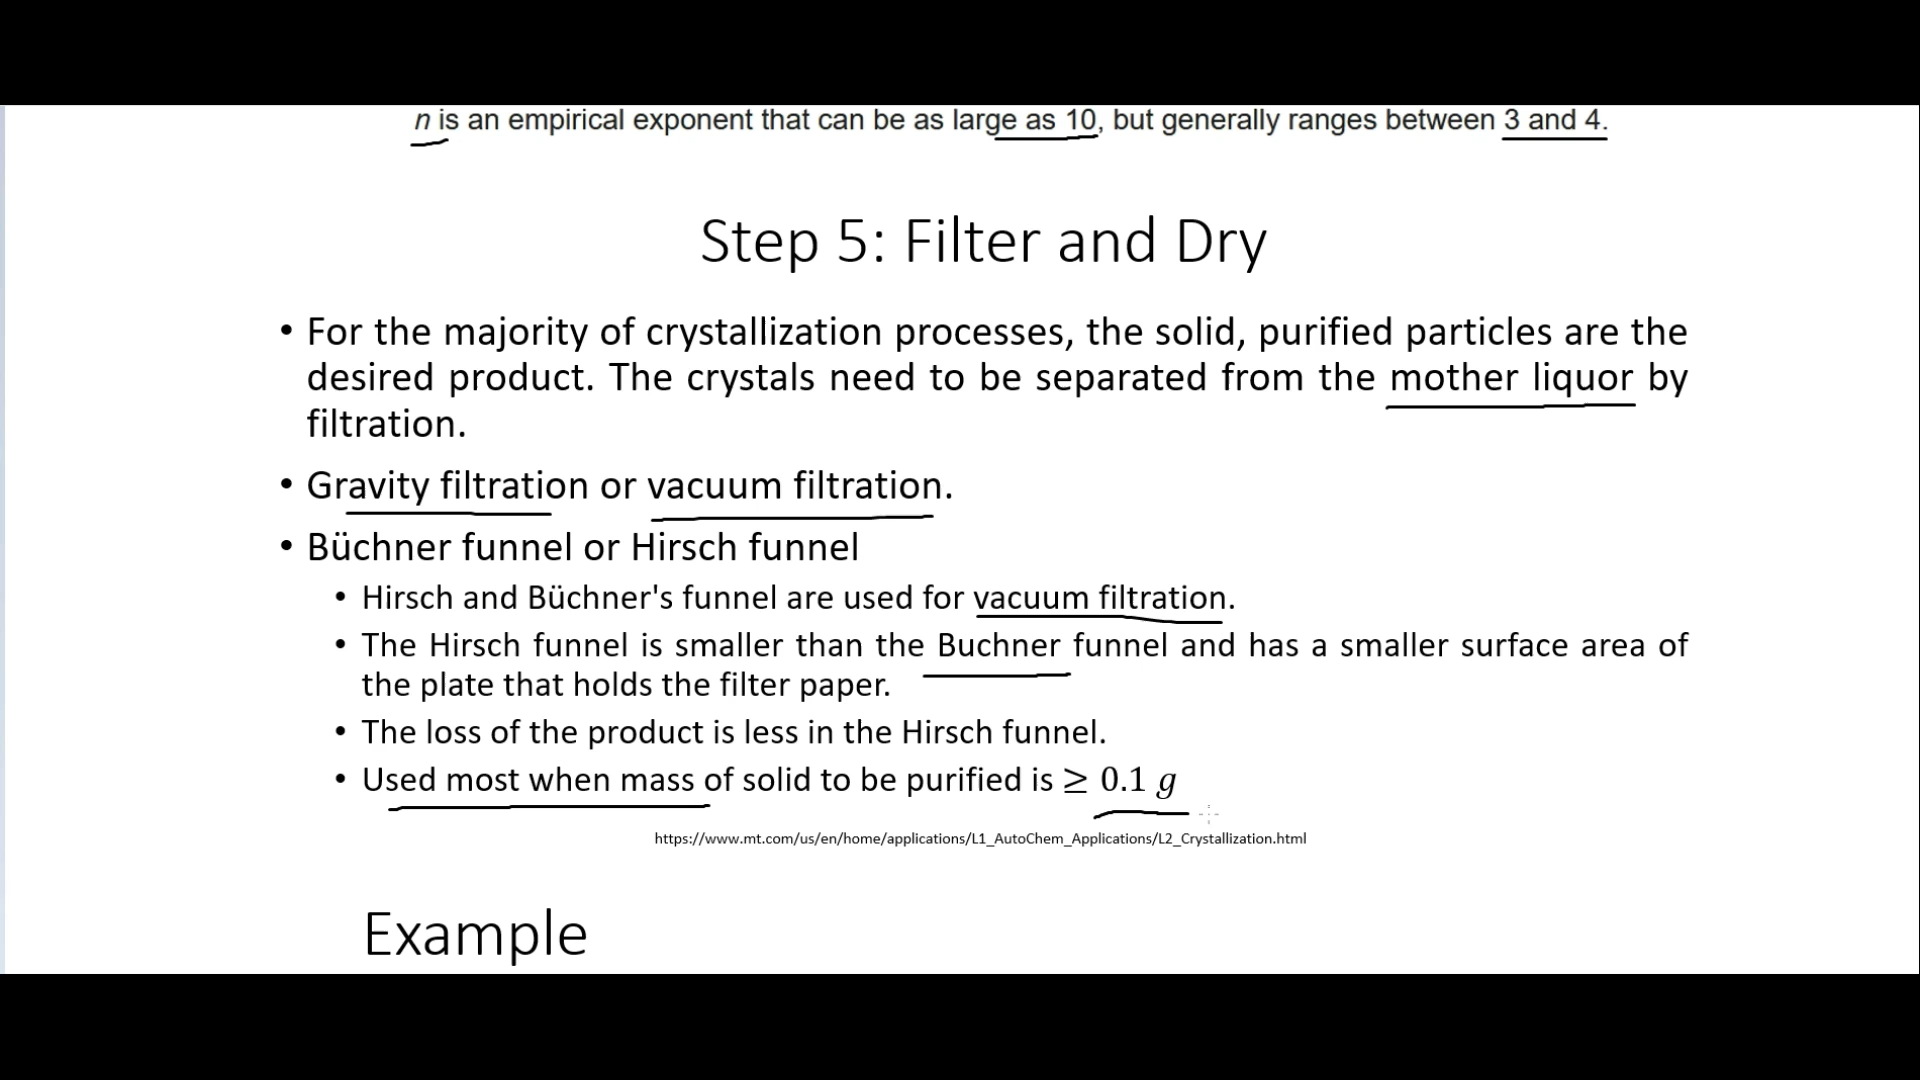 n is an empirical exponent that can be as large as 10, but generally ranges between 3 and 4.
Step 5: Filter and Dry
• For the majority of crystallization processes, the solid, purified particles are the
desired product. The crystals need to be separated from the mother liquor by
filtration.
• Gravity filtration or vacuum filtration.
• Büchner funnel or Hirsch funnel
• Hirsch and Büchner's funnel are used for vacuum filtration.
• The Hirsch funnel is smaller than the Buchner funnel and has a smaller surface area of
the plate that holds the filter paper.
• The loss of the product is less in the Hirsch funnel.
• Used most when mass of solid to be purified is ≥ 0.1 g
https://www.mt.com/us/en/home/applications/L1_AutoChem_Applications/L2_Crystallization.html
Example